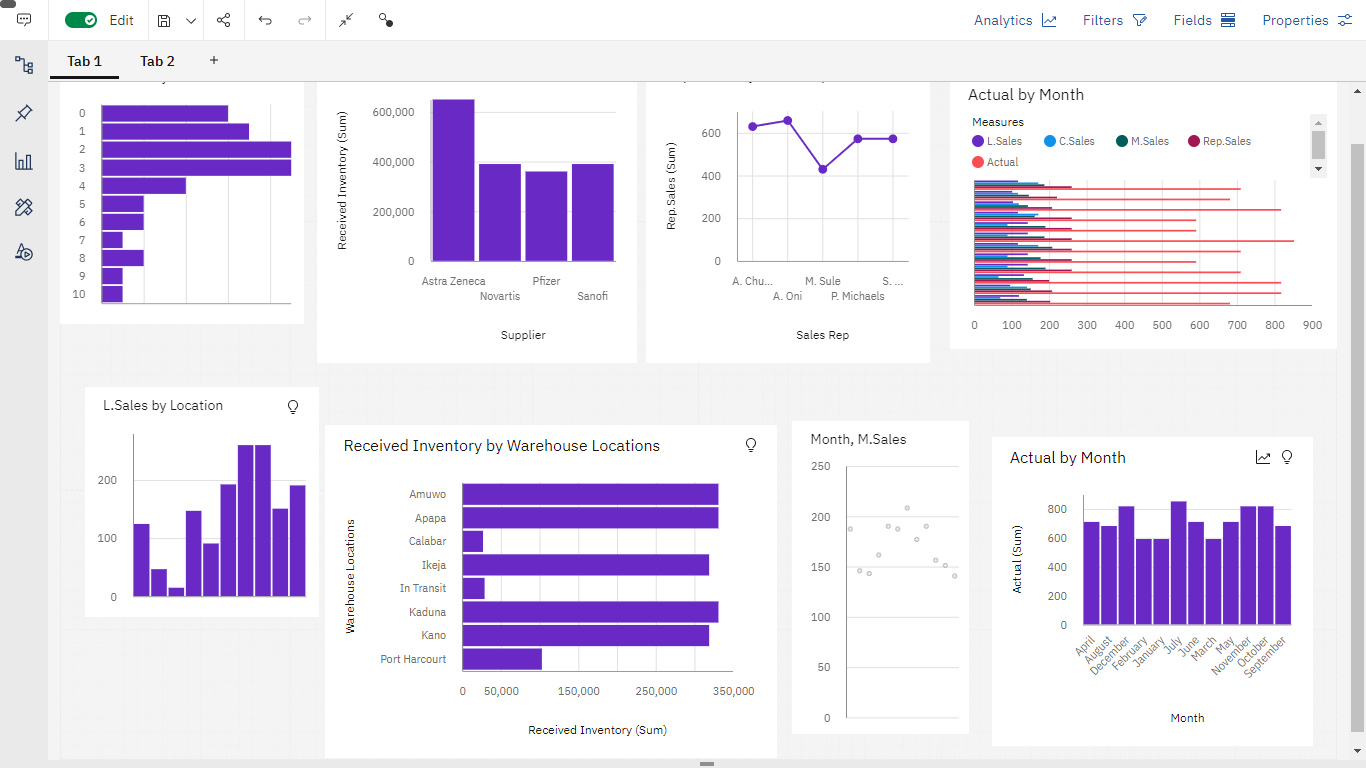 Edit
Analytics
Filters
Fields
Properties
Tab 1
Tab 2
+
0
1
2
3
4
5
6
7
8
9
10
Received Inventory (Sum)
600,000
400,000
200,000
0
Astra Zeneca
Novartis
Pfizer
Sanofi
Supplier
Rep.Sales (Sum)
600
400
200
0
A. Chu...
A. Oni
M. Sule
P. Michaels
S. ...
Sales Rep
Actual by Month
Measures
L.Sales
C.Sales
M.Sales
Rep.Sales
Actual
0 100 200 300 400 500 600 700 800 900
L.Sales by Location
200
100
0
Received Inventory by Warehouse Locations
Warehouse Locations
Amuwo
Apapa
Calabar
Ikeja
In Transit
Kaduna
Kano
Port Harcourt
0 50,000 150,000 250,000 350,000
Received Inventory (Sum)
Month, M.Sales
250
200
150
100
50
0
Actual by Month
Actual (Sum)
800
600
400
200
0
April
August
December
February
January
July
June
March
May
November
October
September
Month